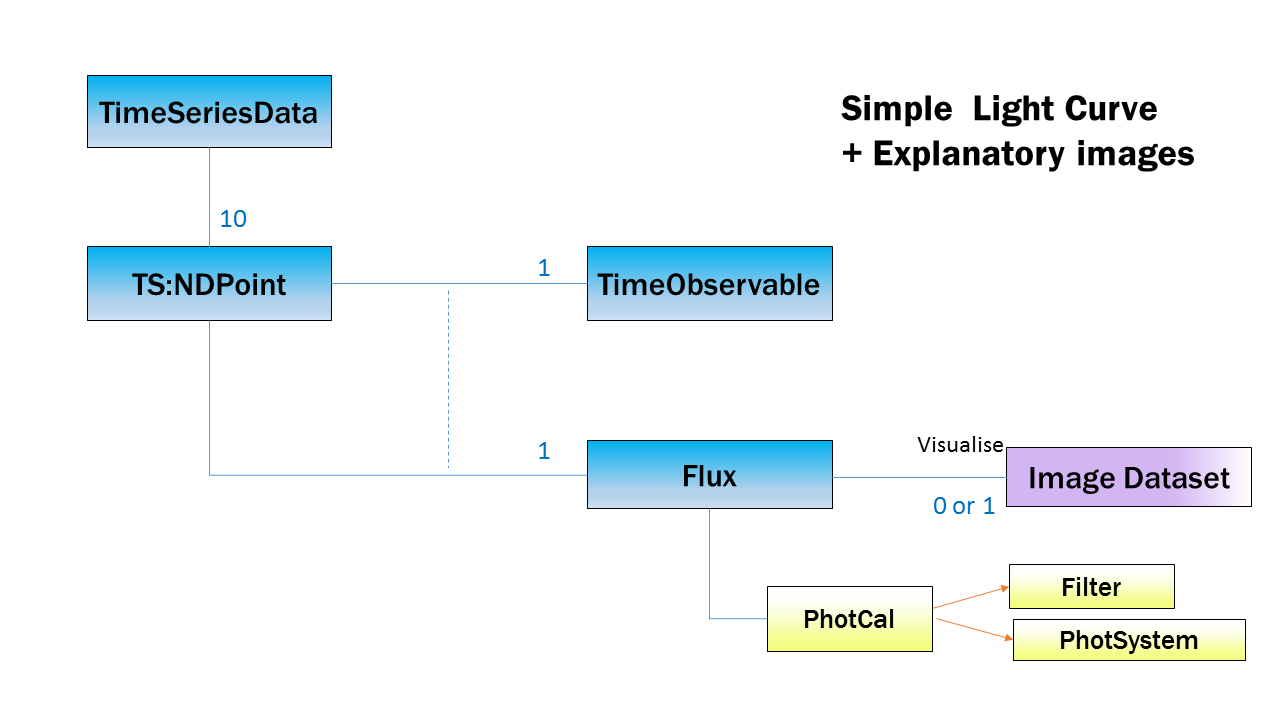 TimeSeriesData
Simple  Light Curve
+ Explanatory images
10
TS:NDPoint
1
TimeObservable
1
Flux
Visualise
Image Dataset
0 or 1
PhotCal
Filter
PhotSystem